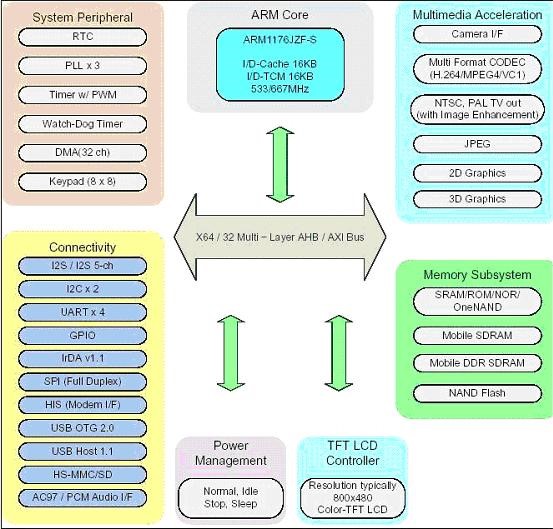 System Peripheral
RTC
PLL x 3
Timer w/ PWM
Watch-Dog Timer
DMA(32 ch)
Keypad (8 x 8)
ARM Core
ARM1176JZF-S
I/D-Cache 16KB
I/D-TCM 16KB
533/667MHz
Multimedia Acceleration
Camera I/F
Multi Format CODEC
(H.264/MPEG4/VC1)
NTSC, PAL TV out
(with Image Enhancement)
JPEG
2D Graphics
3D Graphics
X64 / 32 Multi – Layer AHB / AXI Bus
Connectivity
I2S / I2S 5-ch
I2C x 2
UART x 4
GPIO
IrDA v1.1
SPI (Full Duplex)
HIS (Modem I/F)
USB OTG 2.0
USB Host 1.1
HS-MMC/SD
AC97 / PCM Audio I/F
Memory Subsystem
SRAM/ROM/NOR/
OneNAND
Mobile SDRAM
Mobile DDR SDRAM
NAND Flash
Power
Management
Normal, Idle
Stop, Sleep
TFT LCD
Controller
Resolution typically
800x480
Color-TFT LCD